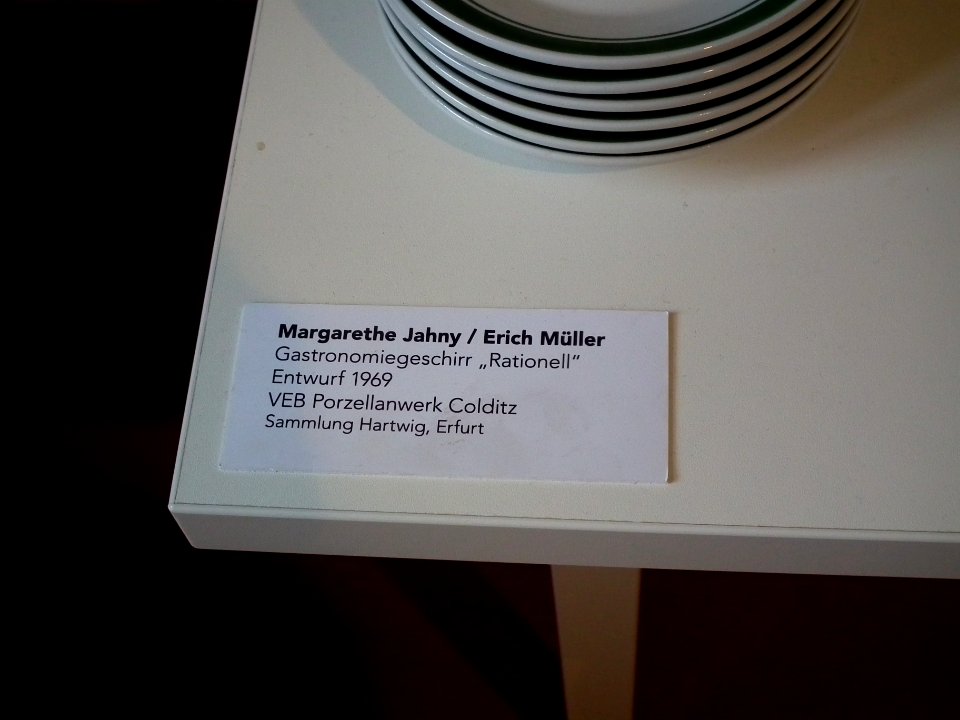 Margarethe Jahny / Erich Müller
Gastronomiegeschirr „Rationell“
Entwurf 1969
VEB Porzellanwerk Colditz
Sammlung Hartwig, Erfurt